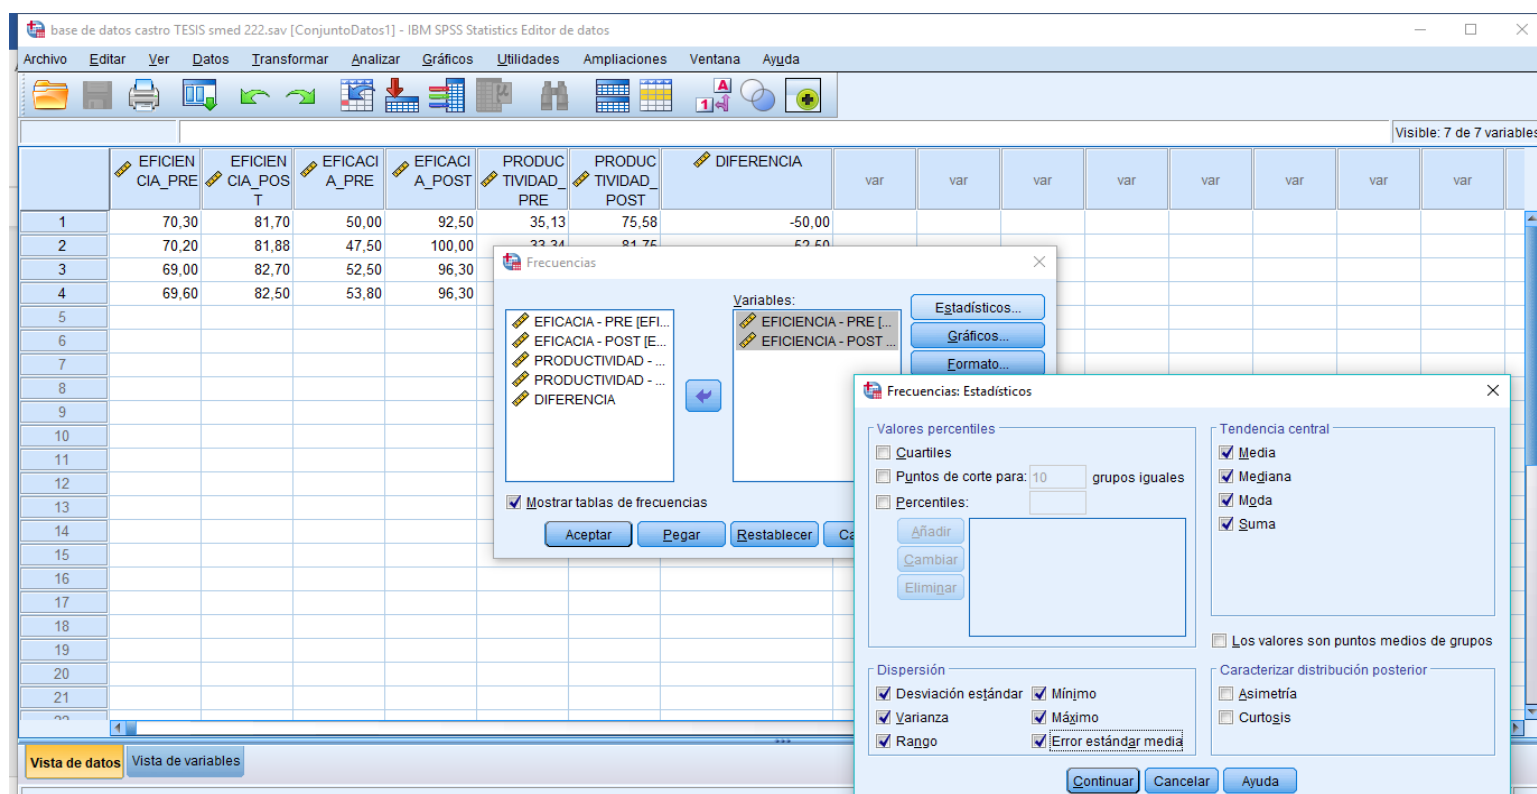 base de datos castro TESIS smed 222.sav [ConjuntoDatos1] - IBM SPSS Statistics Editor de datos
Archivo Editar Ver Datos Transformar Analizar Gráficos Utilidades Ampliaciones Ventana Ayuda
Visible: 7 de 7 variables
EFICIENCIA_PRE EFICIENCIA_POST EFICACIA_PRE EFICACIA_POST PRODUCTIVIDAD_PRE PRODUCTIVIDAD_POST DIFERENCIA var var var var var var var var
1 70,30 81,70 50,00 92,50 35,13 75,58 -50,00
2 70,20 81,88 47,50 100,00 33,34 81,75 -52,50
3 69,00 82,70 52,50 96,30
4 69,60 82,50 53,80 96,30
5
6
7
8
9
10
11
12
13
14
15
16
17
18
19
20
21
22
Vista de datos Vista de variables
Frecuencias
EFICACIA - PRE [EFI...
EFICACIA - POST [E...
PRODUCTIVIDAD - ...
PRODUCTIVIDAD - ...
DIFERENCIA
Variables:
EFICIENCIA - PRE [...
EFICIENCIA - POST ...
Estadísticos...
Gráficos...
Formato...
Mostrar tablas de frecuencias
Aceptar Pegar Restablecer Ca
Frecuencias: Estadísticos
Valores percentiles
Cuartiles
Puntos de corte para: 10 grupos iguales
Percentiles:
Añadir
Cambiar
Eliminar
Tendencia central
Media
Mediana
Moda
Suma
Los valores son puntos medios de grupos
Dispersión
Desviación estándar Mínimo
Varianza Máximo
Rango Error estándar media
Caracterizar distribución posterior
Asimetría
Curtosis
Continuar Cancelar Ayuda